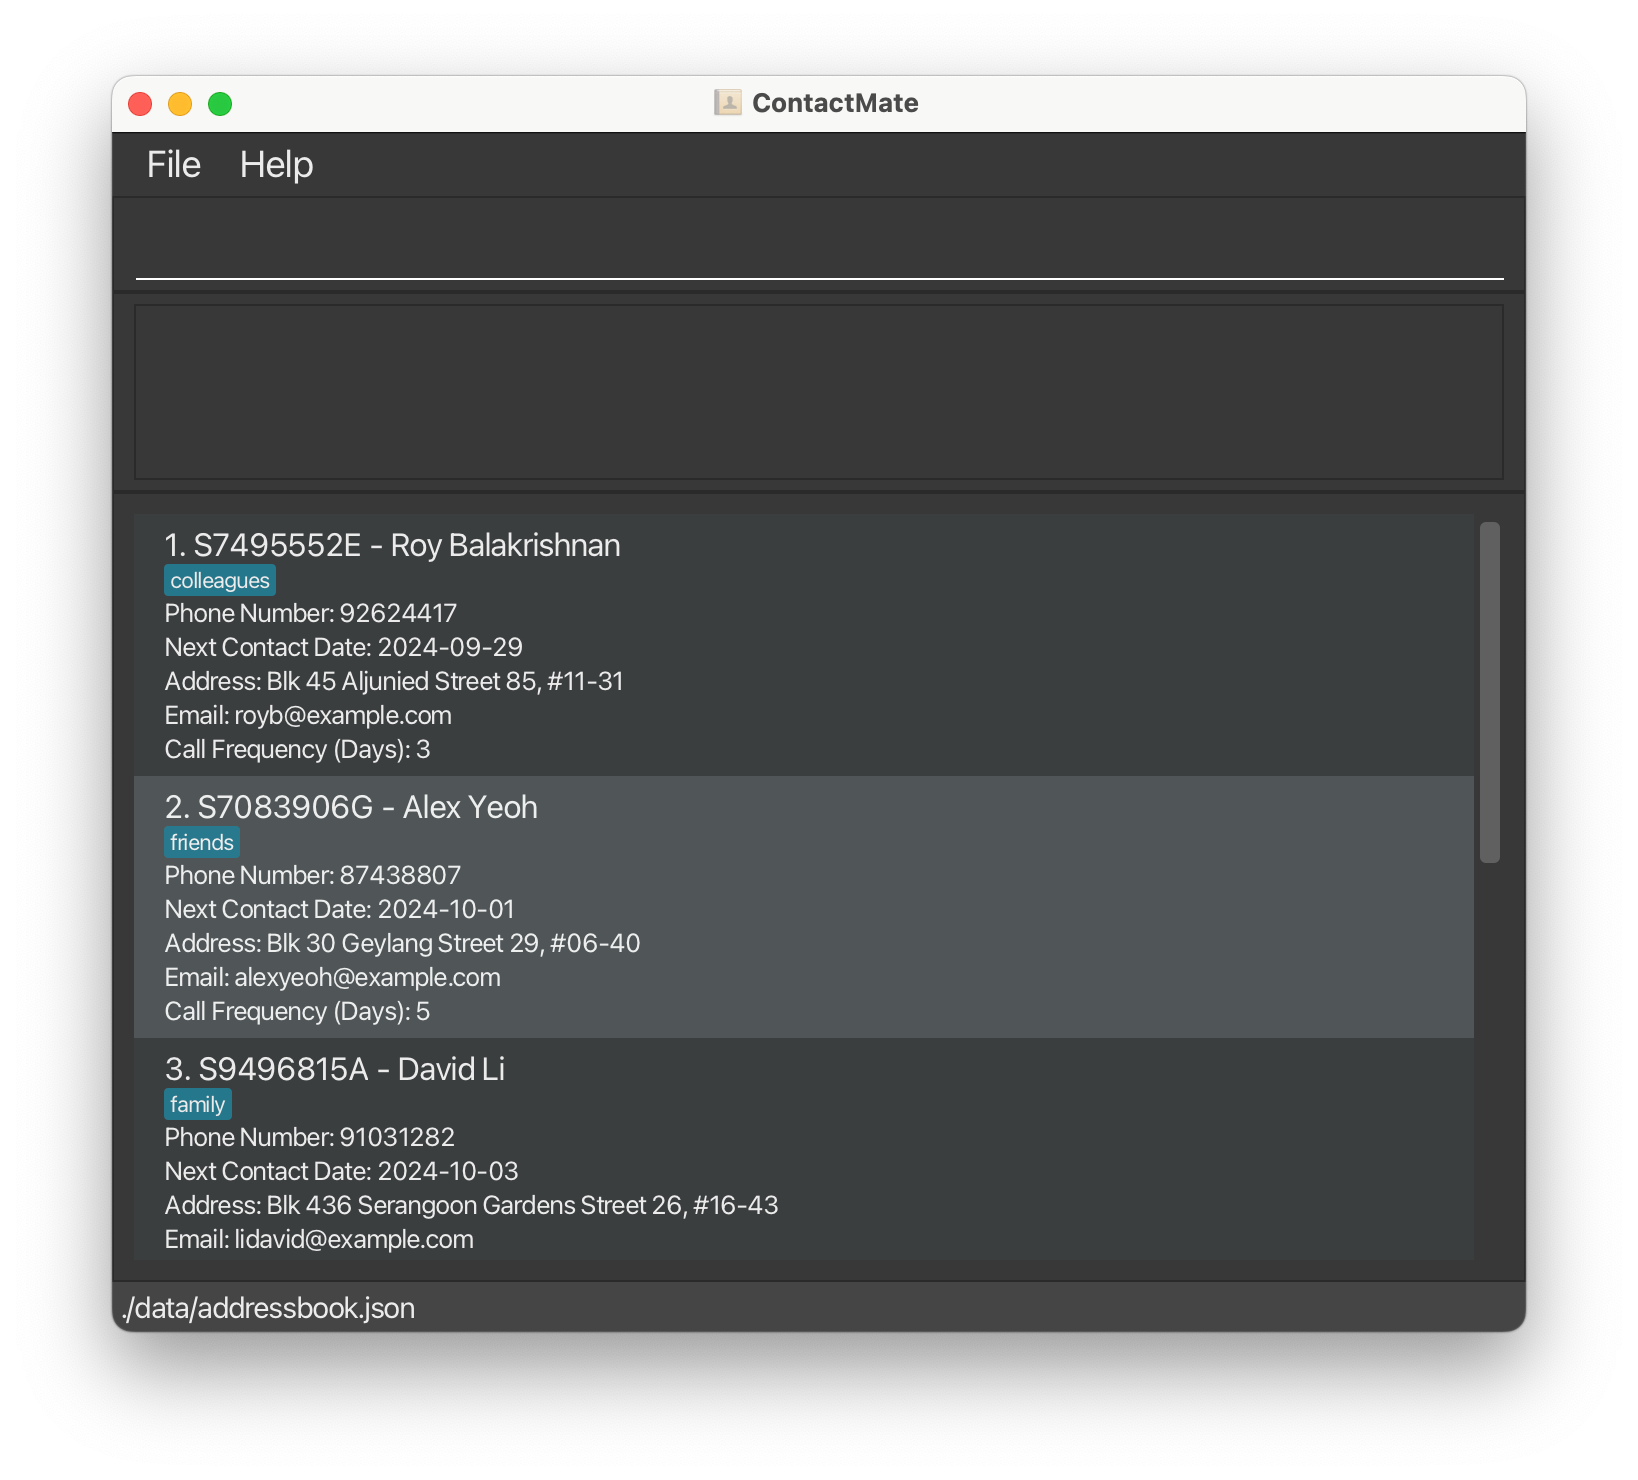 ContactMate
File Help
1. S7495552E - Roy Balakrishnan
colleagues
Phone Number: 92624417
Next Contact Date: 2024-09-29
Address: Blk 45 Aljunied Street 85, #11-31
Email: royb@example.com
Call Frequency (Days): 3
2. S7083906G - Alex Yeoh
friends
Phone Number: 87438807
Next Contact Date: 2024-10-01
Address: Blk 30 Geylang Street 29, #06-40
Email: alexyeoh@example.com
Call Frequency (Days): 5
3. S9496815A - David Li
family
Phone Number: 91031282
Next Contact Date: 2024-10-03
Address: Blk 436 Serangoon Gardens Street 26, #16-43
Email: lidavid@example.com
./data/addressbook.json